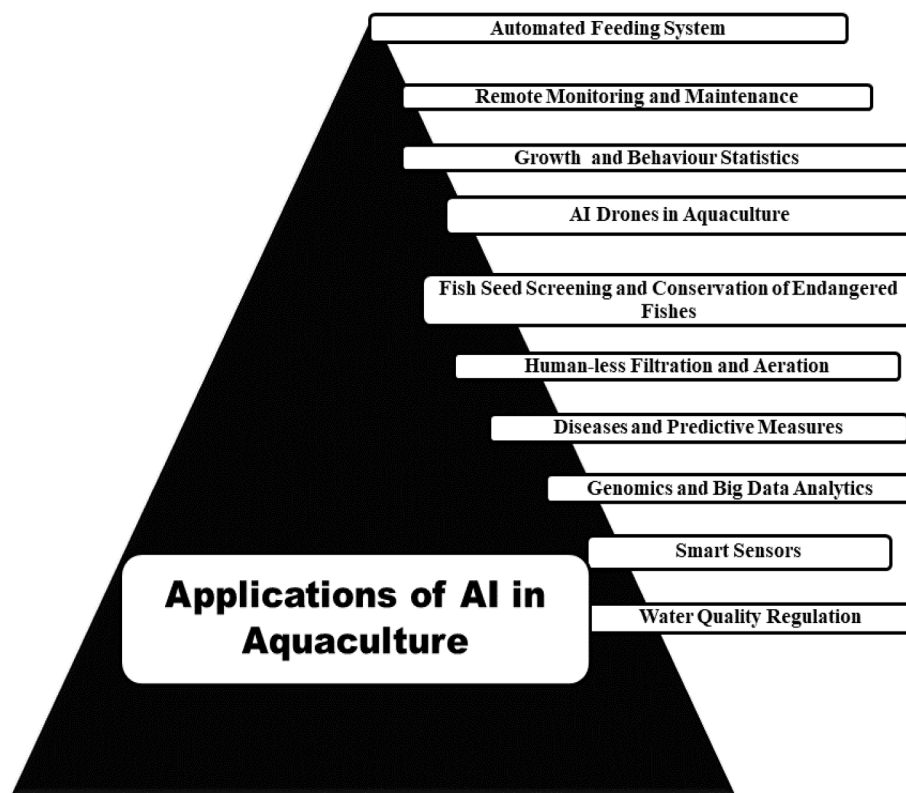 Automated Feeding System
Remote Monitoring and Maintenance
Growth and Behaviour Statistics
AI Drones in Aquaculture
Fish Seed Screening and Conservation of Endangered
Fishes
Human-less Filtration and Aeration
Diseases and Predictive Measures
Genomics and Big Data Analytics
Smart Sensors
Applications of AI in
Aquaculture
Water Quality Regulation